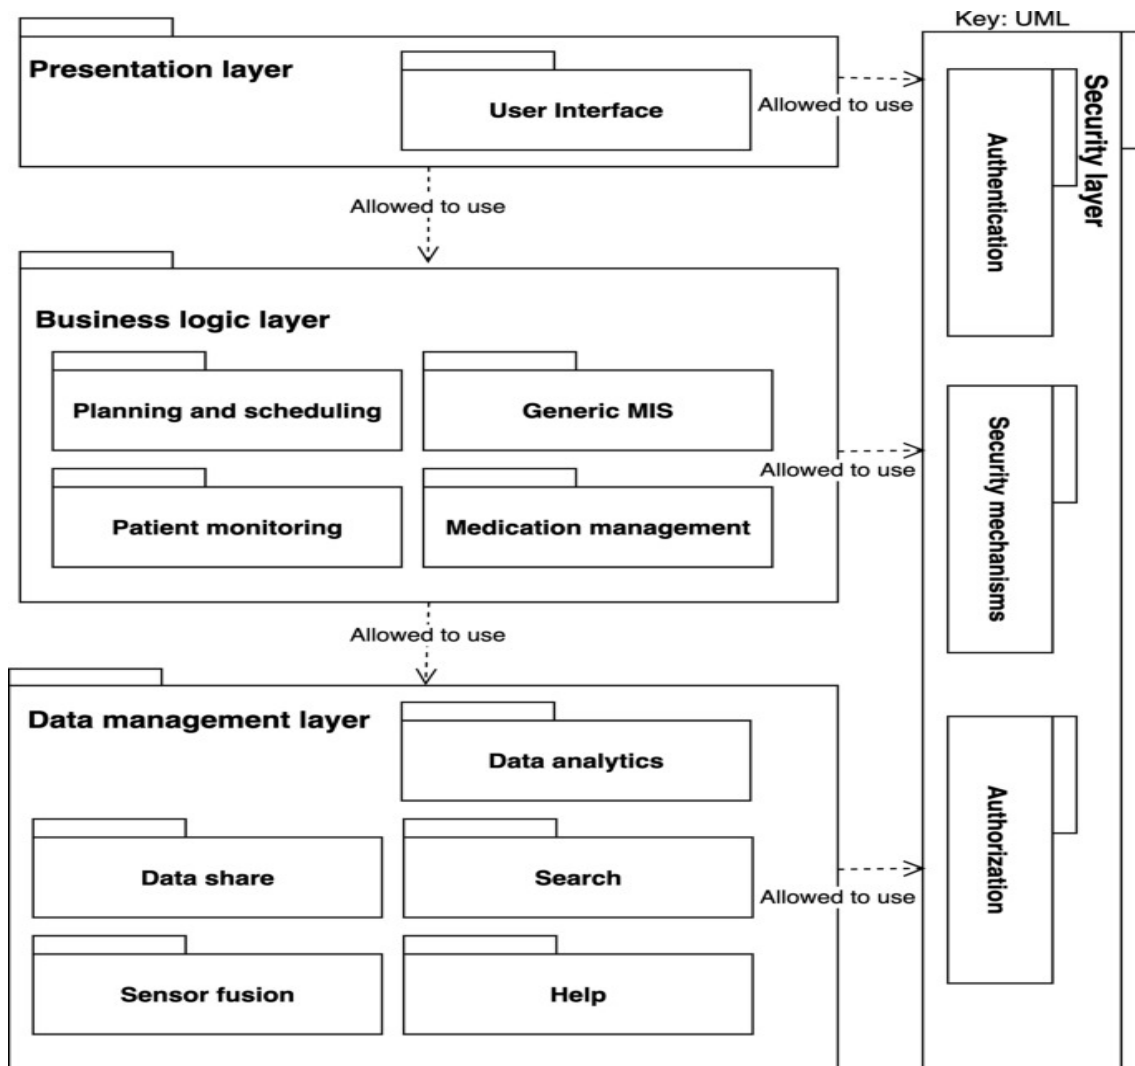 Key: UML
Presentation layer
User Interface
Allowed to use
Allowed to use
Business logic layer
Planning and scheduling
Generic MIS
Patient monitoring
Medication management
Allowed to use
Allowed to use
Data management layer
Data analytics
Data share
Search
Allowed to use
Sensor fusion
Help
Security layer
Authentication
Security mechanisms
Authorization